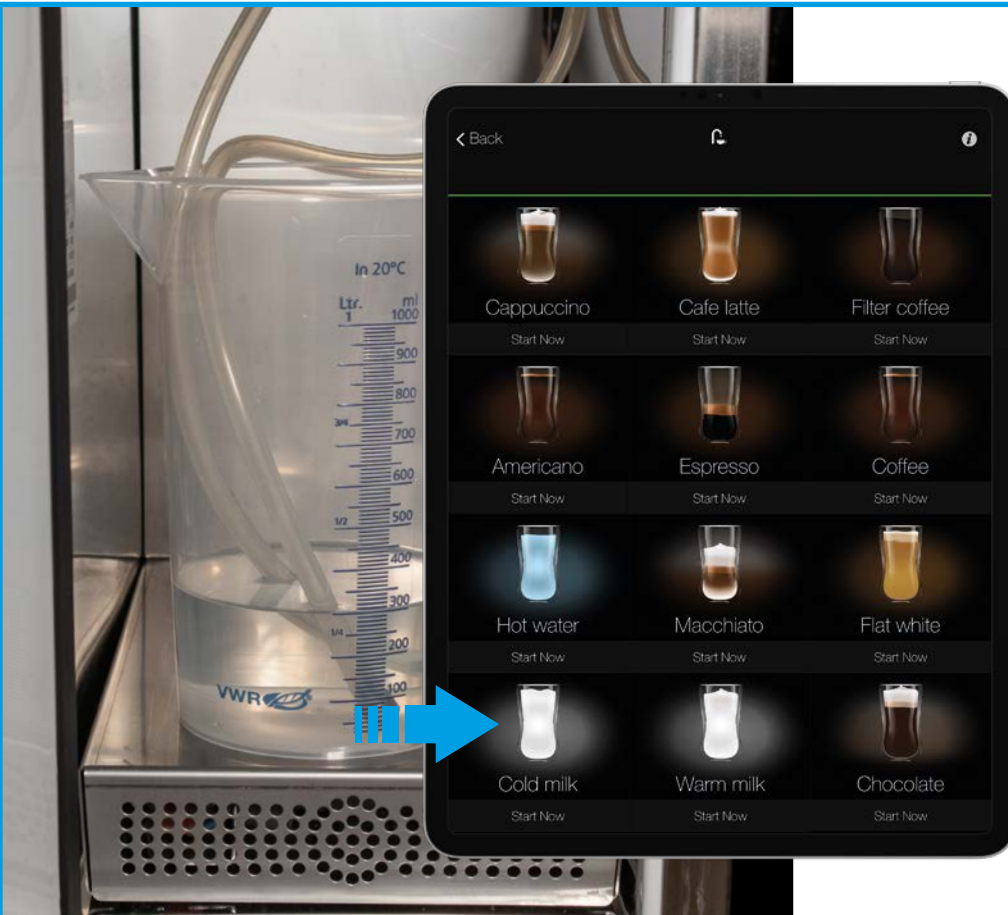 In 20°C
Ltr. ml
1 1000
900
800
3/4
700
600
1/2 500
400
300
1/4
200
100
VWR
Back
Cappuccino Cafe latte Filter coffee
Start Now Start Now Start Now
Americano Espresso Coffee
Start Now Start Now Start Now
Hot water Macchiato Flat white
Start Now Start Now Start Now
Cold milk Warm milk Chocolate
Start Now Start Now Start Now